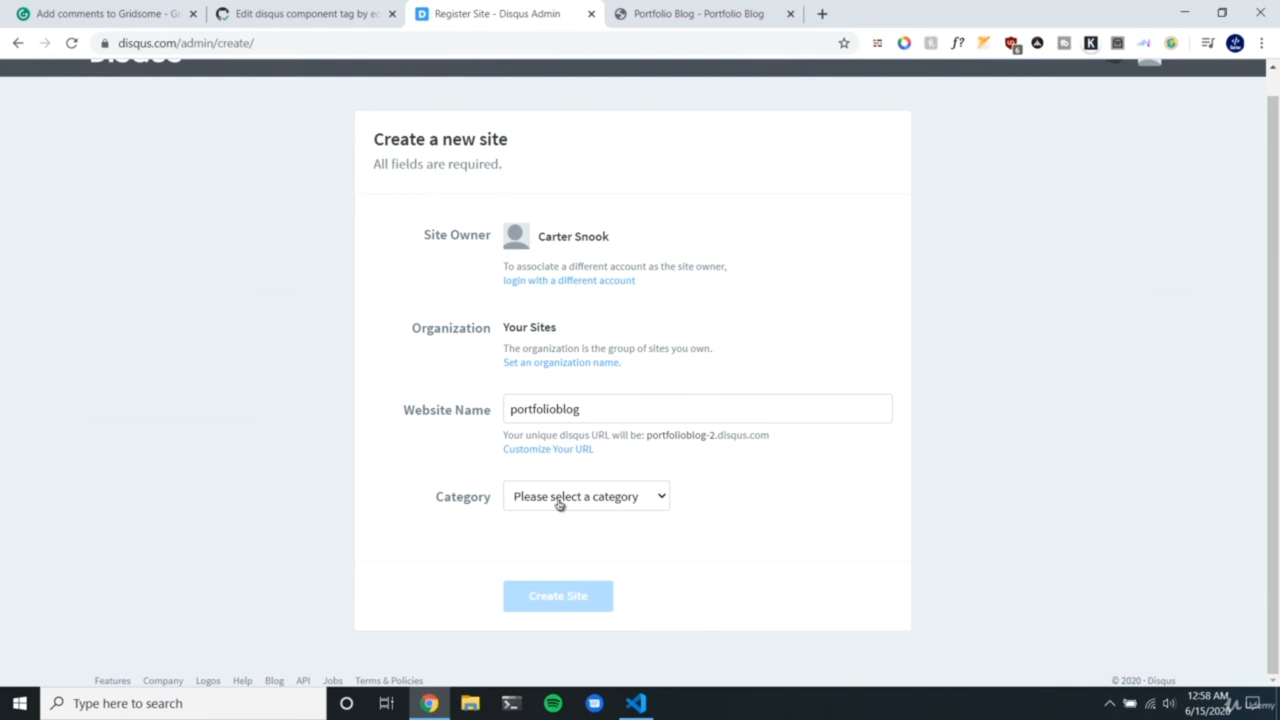 Add comments to Gridsome - Gr
Edit disqus component tag by ec
Register Site - Disqus Admin
Portfolio Blog - Portfolio Blog
disqus.com/admin/create/
Disqus
Create a new site
All fields are required.
Site Owner
Carter Snook
To associate a different account as the site owner,
login with a different account
Organization
Your Sites
The organization is the group of sites you own.
Set an organization name.
Website Name
portfolioblog
Your unique disqus URL will be: portfolioblog-2.disqus.com
Customize Your URL
Category
Please select a category
Create Site
Features Company Logos Help Blog API Jobs Terms & Policies
© 2020 - Disqus
Type here to search
12:58 AM
6/15/2020
Udemy